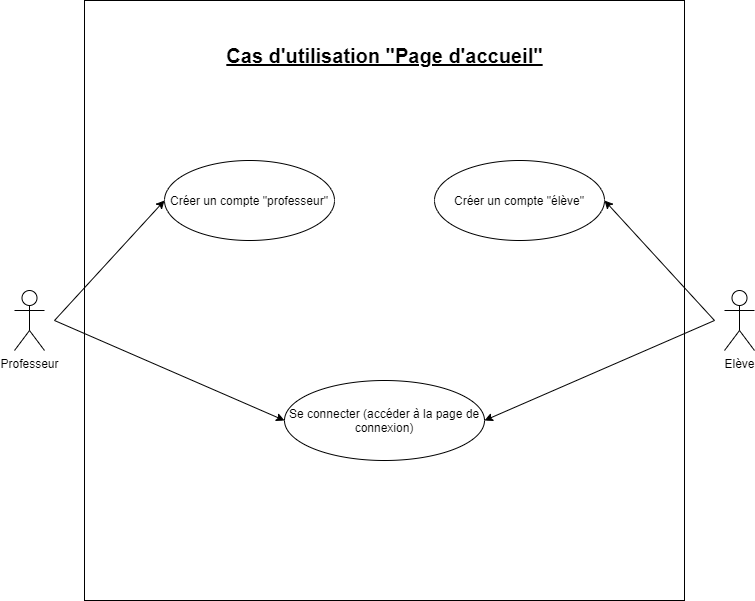 Cas d'utilisation "Page d'accueil"
Créer un compte "professeur"
Créer un compte "élève"
Professeur
Elève
Se connecter (accéder à la page de
connexion)